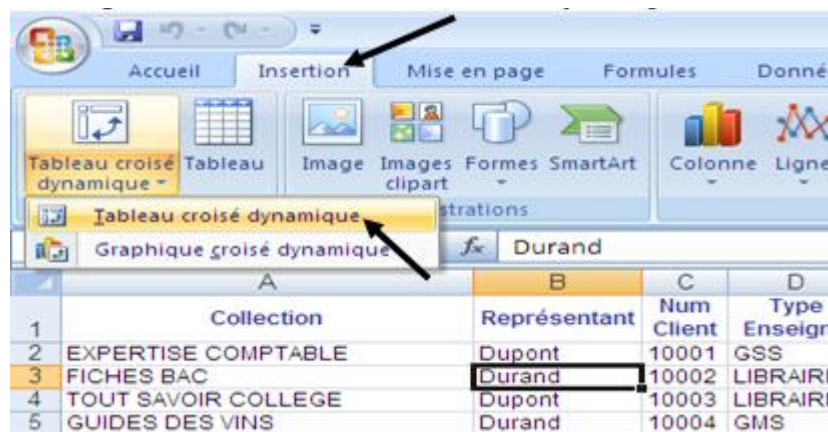 Accueil Insertion Mise en page Formules Donné
Tableau croisé dynamique Tableau Image Images clipart Formes SmartArt Colonne Ligne
Tableau croisé dynamique strations
Graphique croisé dynamique fx Durand
A B C D
1 Collection Représentant Num Client Type Enseign
2 EXPERTISE COMPTABLE Dupont 10001 GSS
3 FICHES BAC Durand 10002 LIBRAIRI
4 TOUT SAVOIR COLLEGE Dupont 10003 LIBRAIRI
5 GUIDES DES VINS Durand 10004 GMS